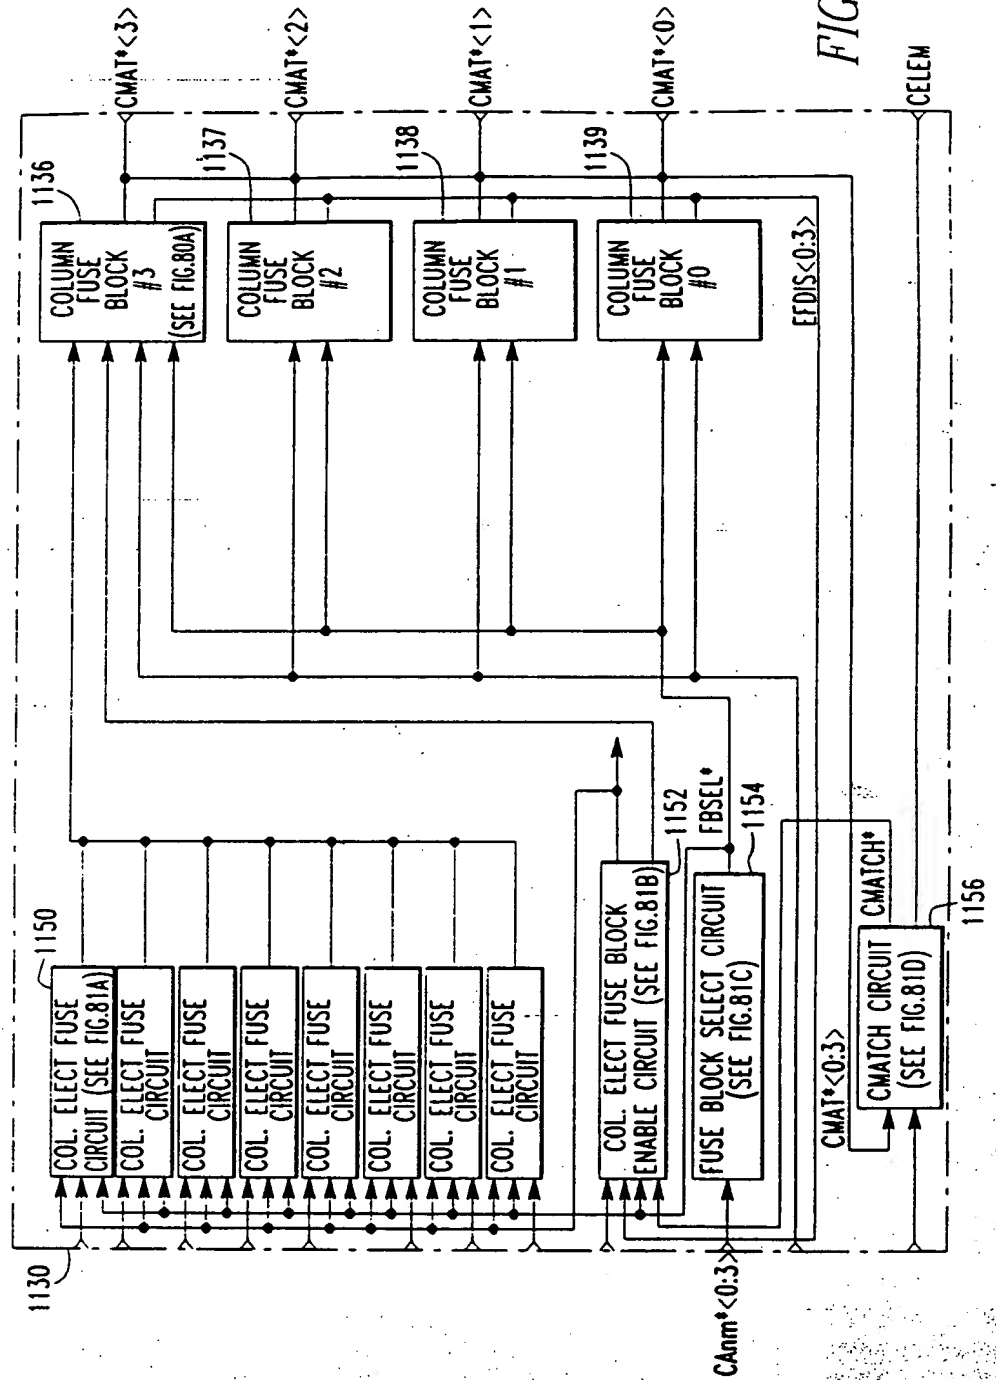 1130
1150
COL. ELECT FUSE
CIRCUIT (SEE FIG.81A)
COL. ELECT FUSE
CIRCUIT
COL. ELECT FUSE
CIRCUIT
COL. ELECT FUSE
CIRCUIT
COL. ELECT FUSE
CIRCUIT
COL. ELECT FUSE
CIRCUIT
COL. ELECT FUSE
CIRCUIT
COL. ELECT FUSE
CIRCUIT
COL. ELECT FUSE BLOCK
ENABLE CIRCUIT (SEE FIG.81B)
1152
FBSEL*
FUSE BLOCK SELECT CIRCUIT
(SEE FIG.81C)
1154
CAnm*<0:3>
CMAT*<0:3>
CMATCH*
CMATCH CIRCUIT
(SEE FIG.81D)
1156
1136
COLUMN
FUSE
BLOCK
#3
(SEE FIG.80A)
CMAT*<3>
1137
COLUMN
FUSE
BLOCK
#2
CMAT*<2>
1138
COLUMN
FUSE
BLOCK
#1
CMAT*<1>
1139
COLUMN
FUSE
BLOCK
#0
CMAT*<0>
EFDIS<0:3>
CELEM
FIG